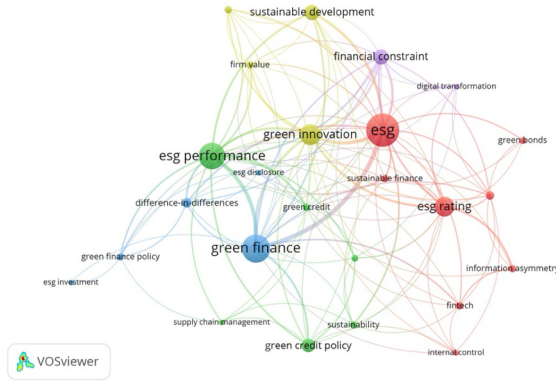 sustainable development
financial constraint
firm value
digital transformation
esg
green innovation
green bonds
esg performance
esg disclosure
sustainable finance
difference-in-differences
green credit
esg rating
green finance
green finance policy
information asymmetry
esg investment
fintech
supply chain management
sustainability
green credit policy
internal control
VOSviewer